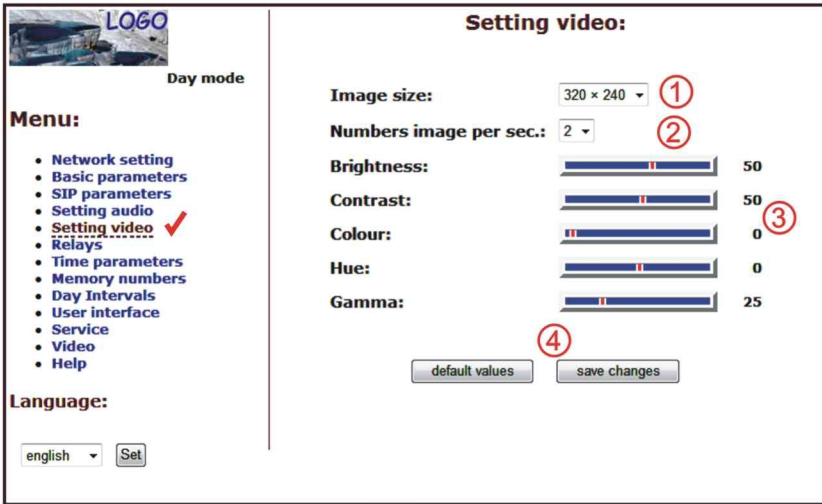 LOGO
Day mode
Menu:
Network setting
Basic parameters
SIP parameters
Setting audio
Setting video
Relays
Time parameters
Memory numbers
Day Intervals
User interface
Service
Video
Help
Language:
english Set
Setting video:
Image size: 320 × 240 1
Numbers image per sec.: 2 2
Brightness: 50
Contrast: 50
3
Colour: 0
Hue: 0
Gamma: 25
4
default values save changes